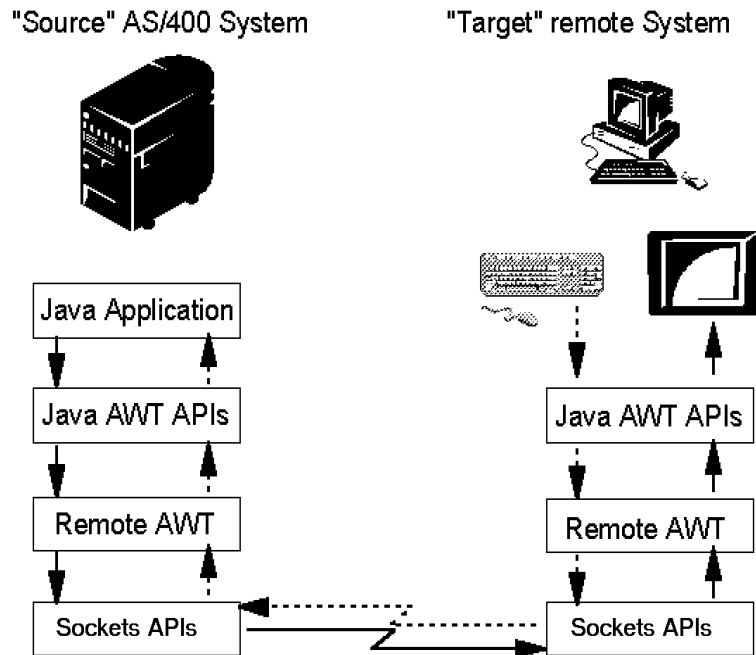 "Source" AS/400 System
"Target" remote System
Java Application
Java AWT APIs
Java AWT APIs
Remote AWT
Remote AWT
Sockets APIs
Sockets APIs